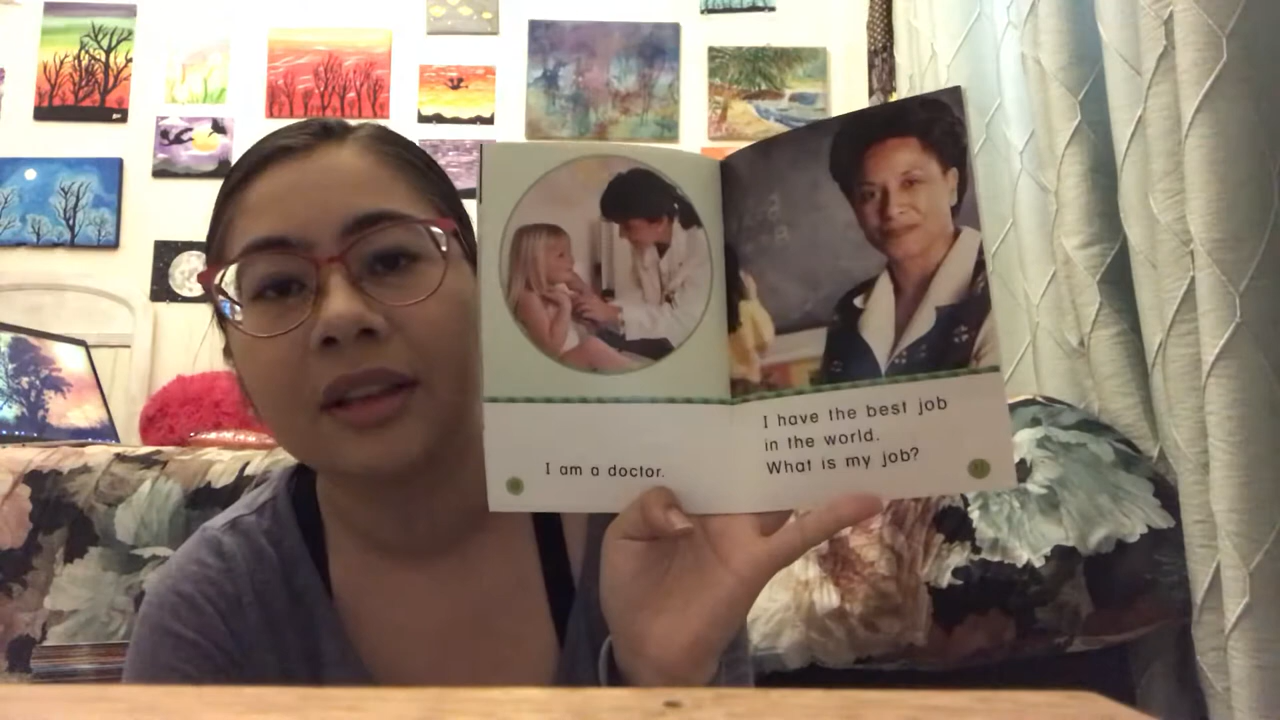 I am a doctor.
I have the best job
in the world.
What is my job?